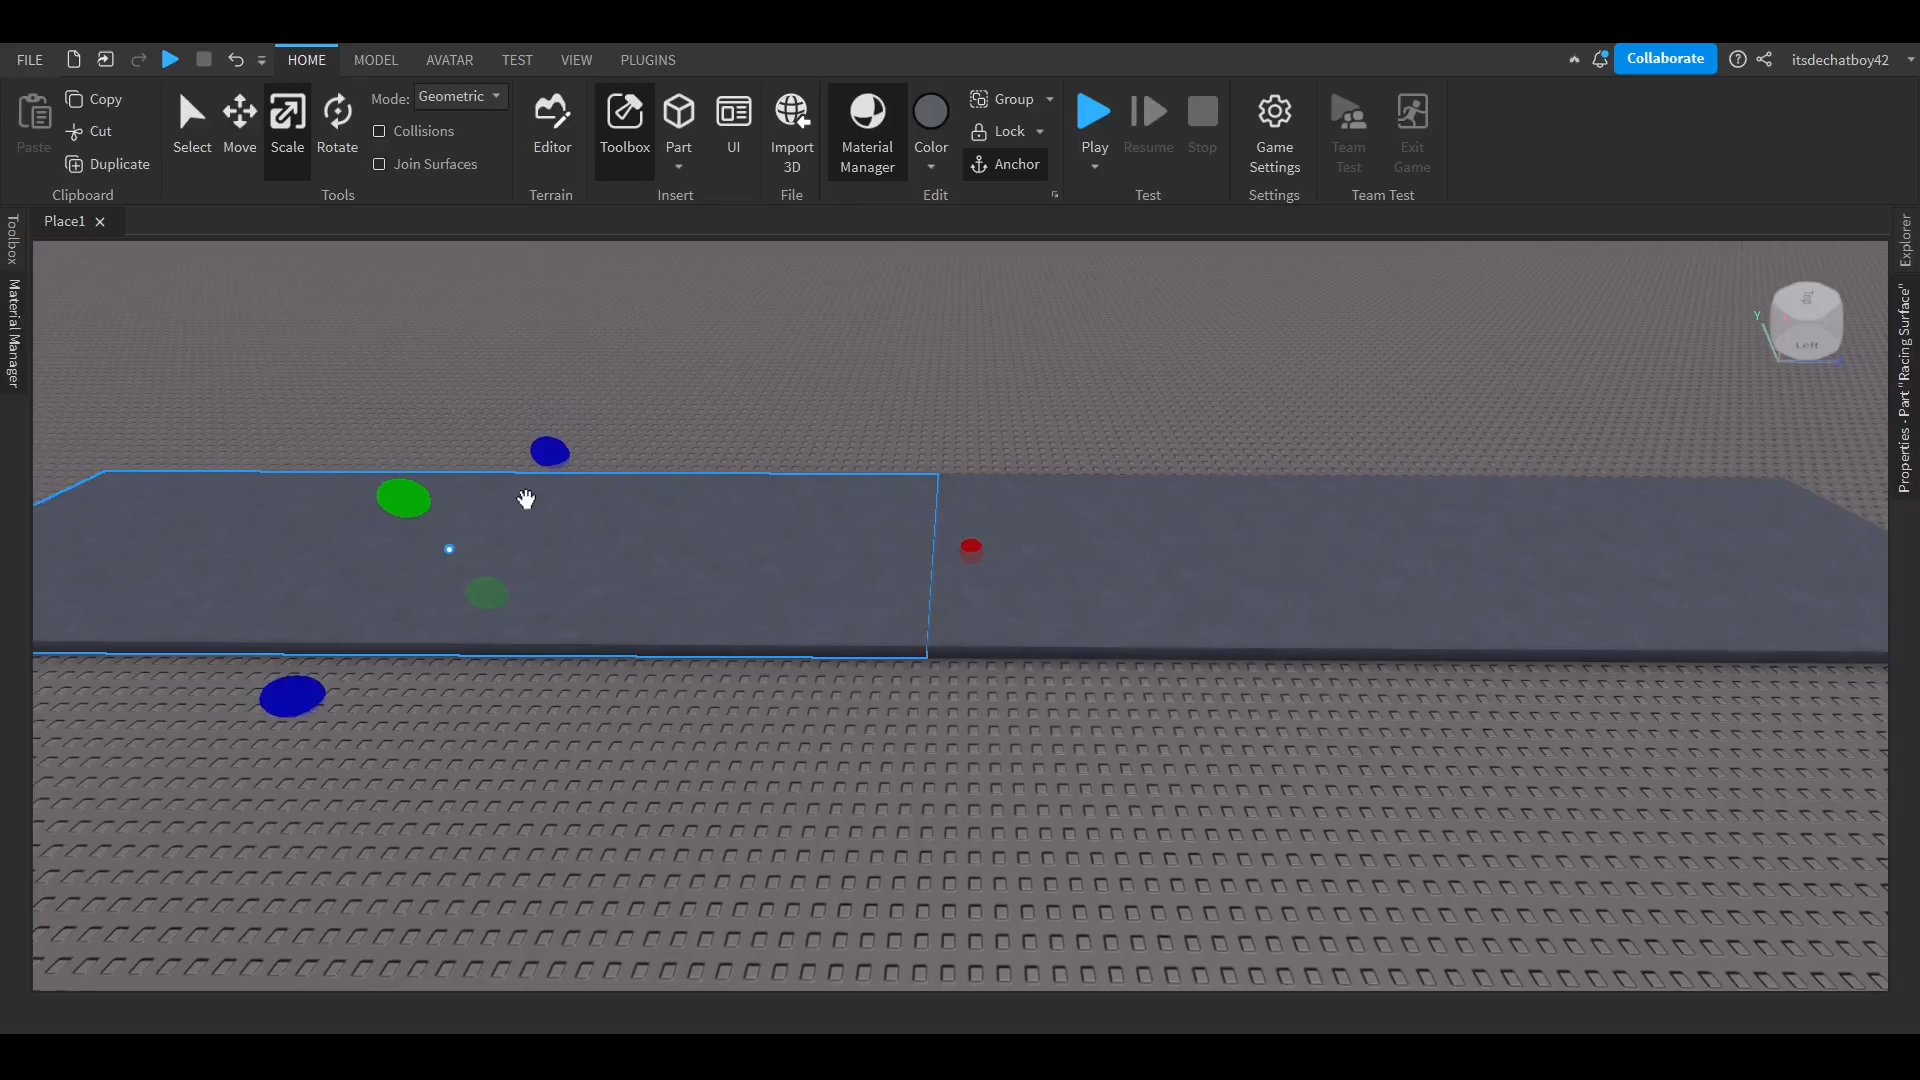 FILE HOME MODEL AVATAR TEST VIEW PLUGINS Collaborate itsdechatboy42
Paste Copy Cut Duplicate Clipboard
Select Move Scale Rotate Mode: Geometric Collisions Join Surfaces Tools
Editor Terrain
Toolbox Part UI Insert
Import 3D File
Material Manager Color Group Lock Anchor Edit
Play Resume Stop Test
Game Settings Settings
Team Test Exit Game Team Test
Place1
Toolbox
Material Manager
Top
Left
Y
Explorer
Properties - Part "Racing Surface"